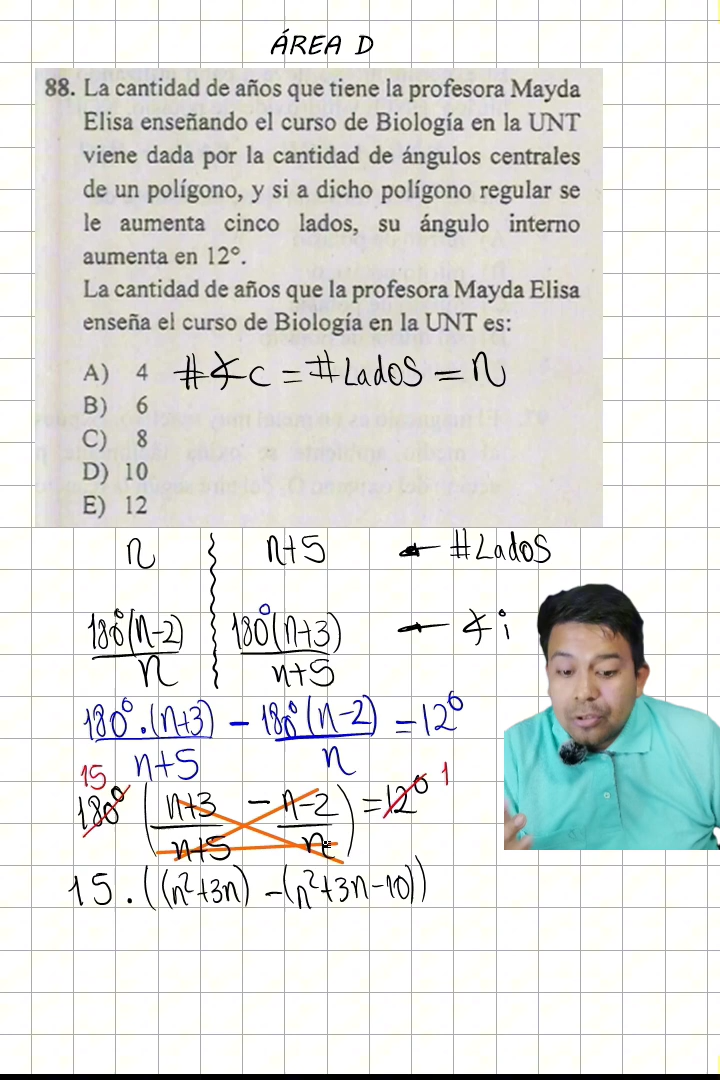 ÁREA D
88. La cantidad de años que tiene la profesora Mayda
Elisa enseñando el curso de Biología en la UNT
viene dada por la cantidad de ángulos centrales
de un polígono, y si a dicho polígono regular se
le aumenta cinco lados, su ángulo interno
aumenta en 12°.
La cantidad de años que la profesora Mayda Elisa
enseña el curso de Biología en la UNT es:
A) 4
#∢c = #LadoS = n
B) 6
C) 8
D) 10
E) 12
n n+5 ← #LadoS
180°(n-2)/n 180°(n+3)/n+5 ← ∢i
180°.(n+3)/n+5 - 180°(n-2)/n = 12°
15 1
180° (n+3/n+5 - n-2/n) = 12°
15.((n²+3n)-(n²+3n-10))